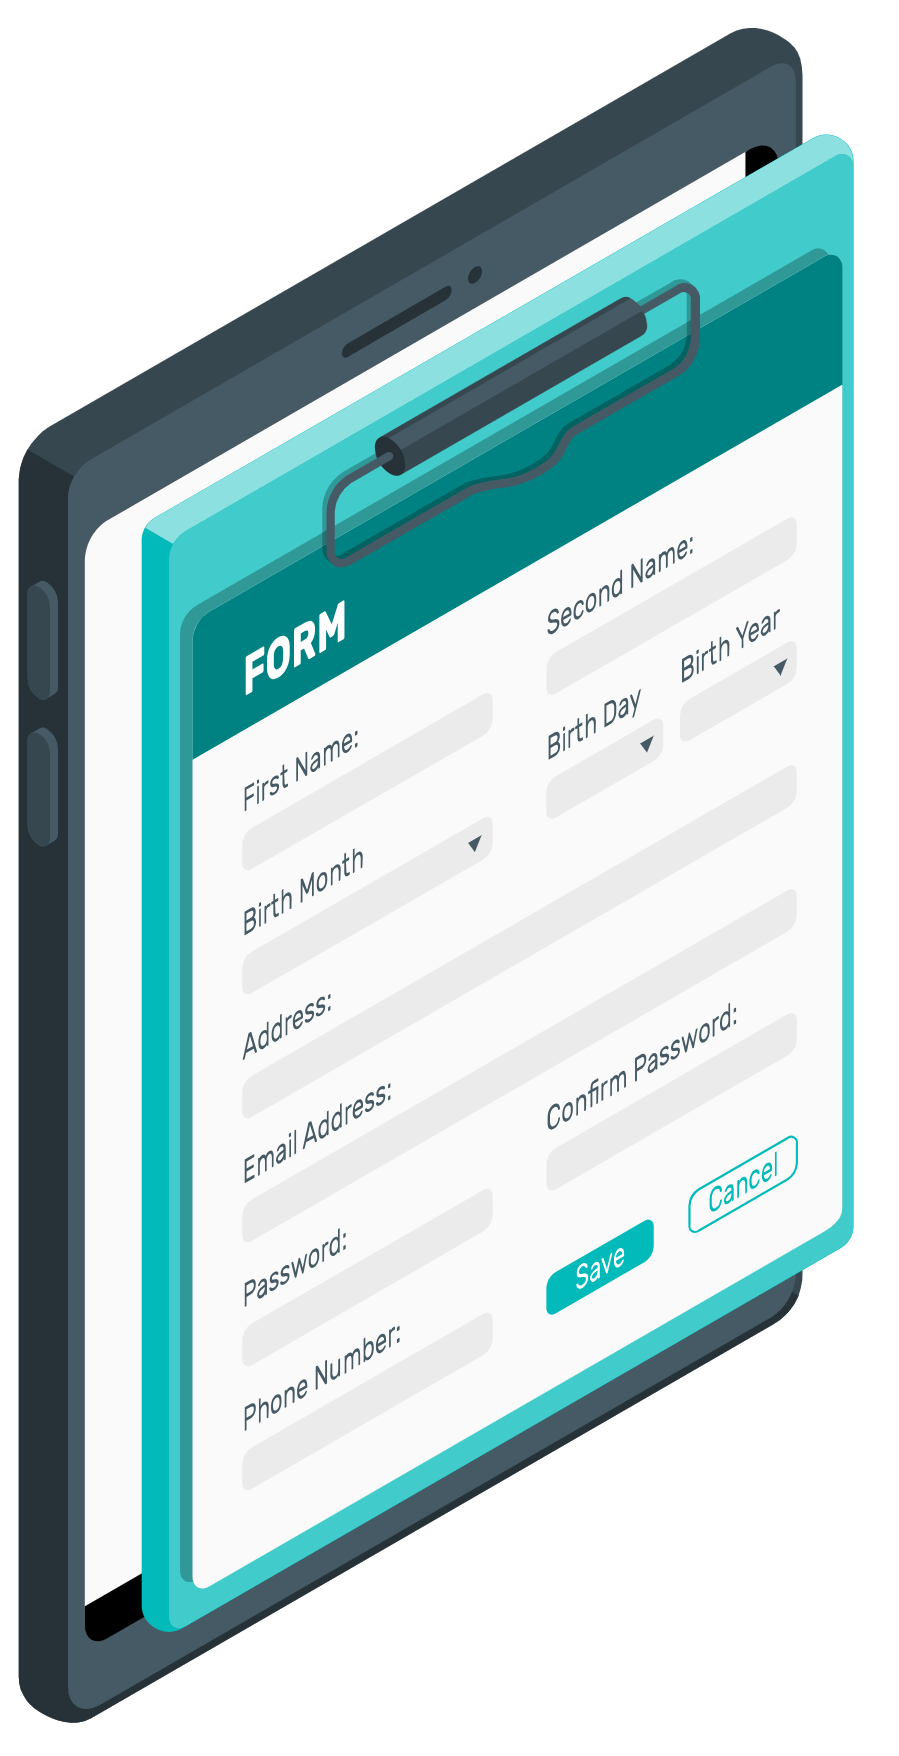 FORM
First Name:
Second Name:
Birth Month
Birth Day
Birth Year
Address:
Email Address:
Password:
Confirm Password:
Phone Number:
Save
Cancel